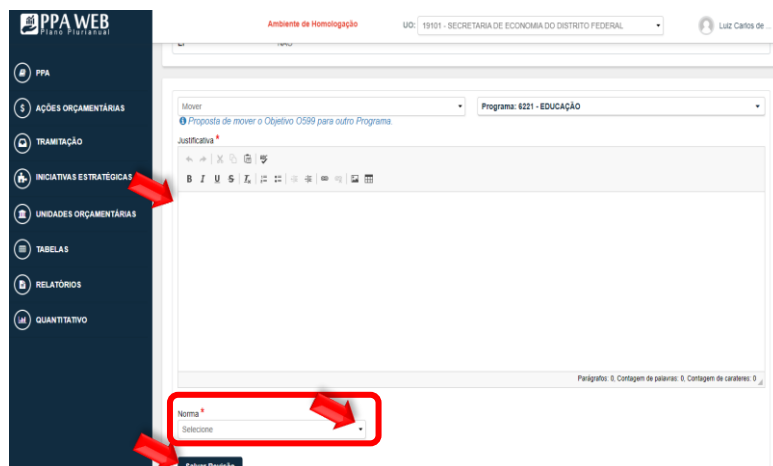 PPA WEB
Plano Plurianual
Ambiente de Homologação
UO: 19101 - SECRETARIA DE ECONOMIA DO DISTRITO FEDERAL
Luiz Carlos de ...
PPA
AÇÕES ORÇAMENTÁRIAS
TRAMITAÇÃO
INICIATIVAS ESTRATÉGICAS
UNIDADES ORÇAMENTÁRIAS
TABELAS
RELATÓRIOS
QUANTITATIVO
Mover
Programa: 6221 - EDUCAÇÃO
Proposta de mover o Objetivo O599 para outro Programa.
Justificativa *
B I U S
Parágrafos: 0, Contagem de palavras: 0, Contagem de carateres: 0
Norma *
Selecione
Salvar Revisão